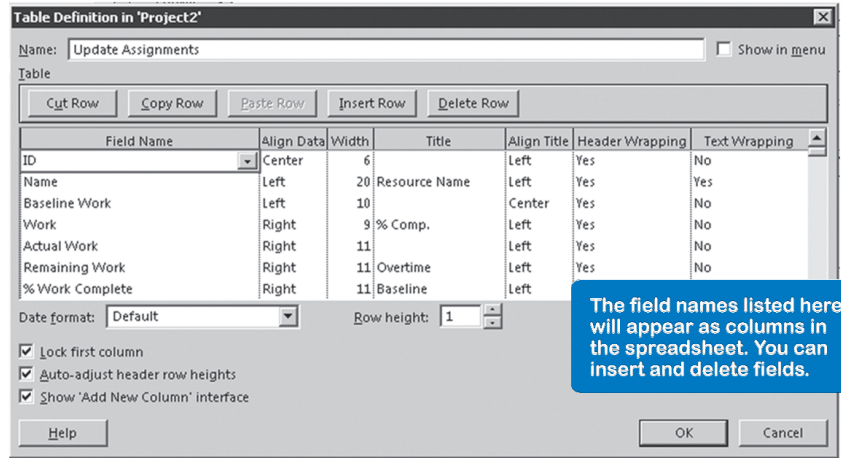 Table Definition in 'Project2'
Name: Update Assignments Show in menu
Table
Cut Row Copy Row Paste Row Insert Row Delete Row
Field Name Align Data Width Title Align Title Header Wrapping Text Wrapping
ID Center 6 Left Yes No
Name Left 20 Resource Name Left Yes Yes
Baseline Work Left 10 Center Yes No
Work Right 9 % Comp. Left Yes No
Actual Work Right 11 Left Yes No
Remaining Work Right 11 Overtime Left Yes No
% Work Complete Right 11 Baseline Left
Date format: Default Row height: 1
The field names listed here
will appear as columns in
the spreadsheet. You can
insert and delete fields.
Lock first column
Auto-adjust header row heights
Show 'Add New Column' interface
Help OK Cancel